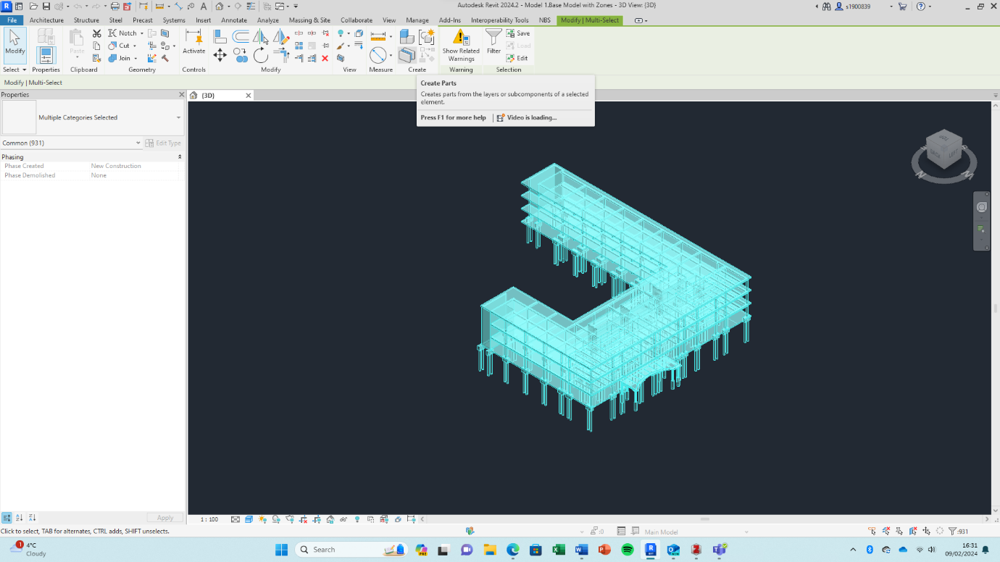 Autodesk Revit 2024.2 - Model 1.Base Model with Zones - 3D View: {3D}
s1900839
File Architecture Structure Steel Precast Systems Insert Annotate Analyze Massing & Site Collaborate View Manage Add-Ins Interoperability Tools NBS Modify | Multi-Select
Notch
Save
Modify
Paste
Cut
Activate
Show Related
Warnings
Filter
Load
Join
Edit
Select Properties Clipboard Geometry Controls Modify View Measure Create Warning Selection
Modify | Multi-Select
Properties
{3D}
Create Parts
Creates parts from the layers or subcomponents of a selected
element.
Press F1 for more help Video is loading...
Multiple Categories Selected
Common (931) Edit Type
Phasing
Phase Created New Construction
Phase Demolished None
BACK
LEFT
Apply
1 : 100
Click to select, TAB for alternates, CTRL adds, SHIFT unselects.
:0
Main Model
:931
1
4°C
Cloudy
Search
16:31
09/02/2024